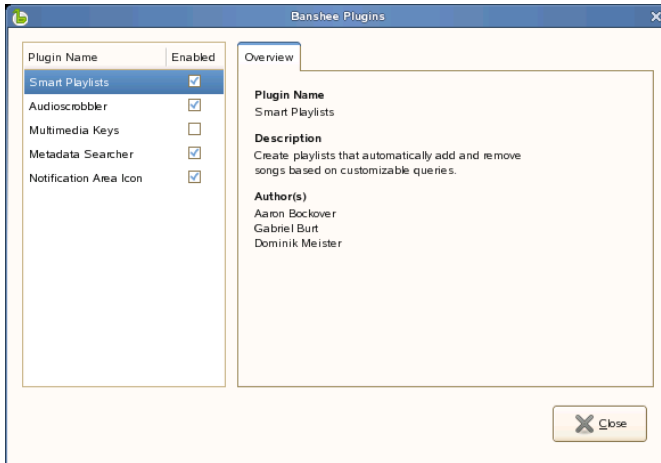 Banshee Plugins
Plugin Name Enabled
Smart Playlists
Audioscrobbler
Multimedia Keys
Metadata Searcher
Notification Area Icon
Overview
Plugin Name
Smart Playlists
Description
Create playlists that automatically add and remove
songs based on customizable queries.
Author(s)
Aaron Bockover
Gabriel Burt
Dominik Meister
Close